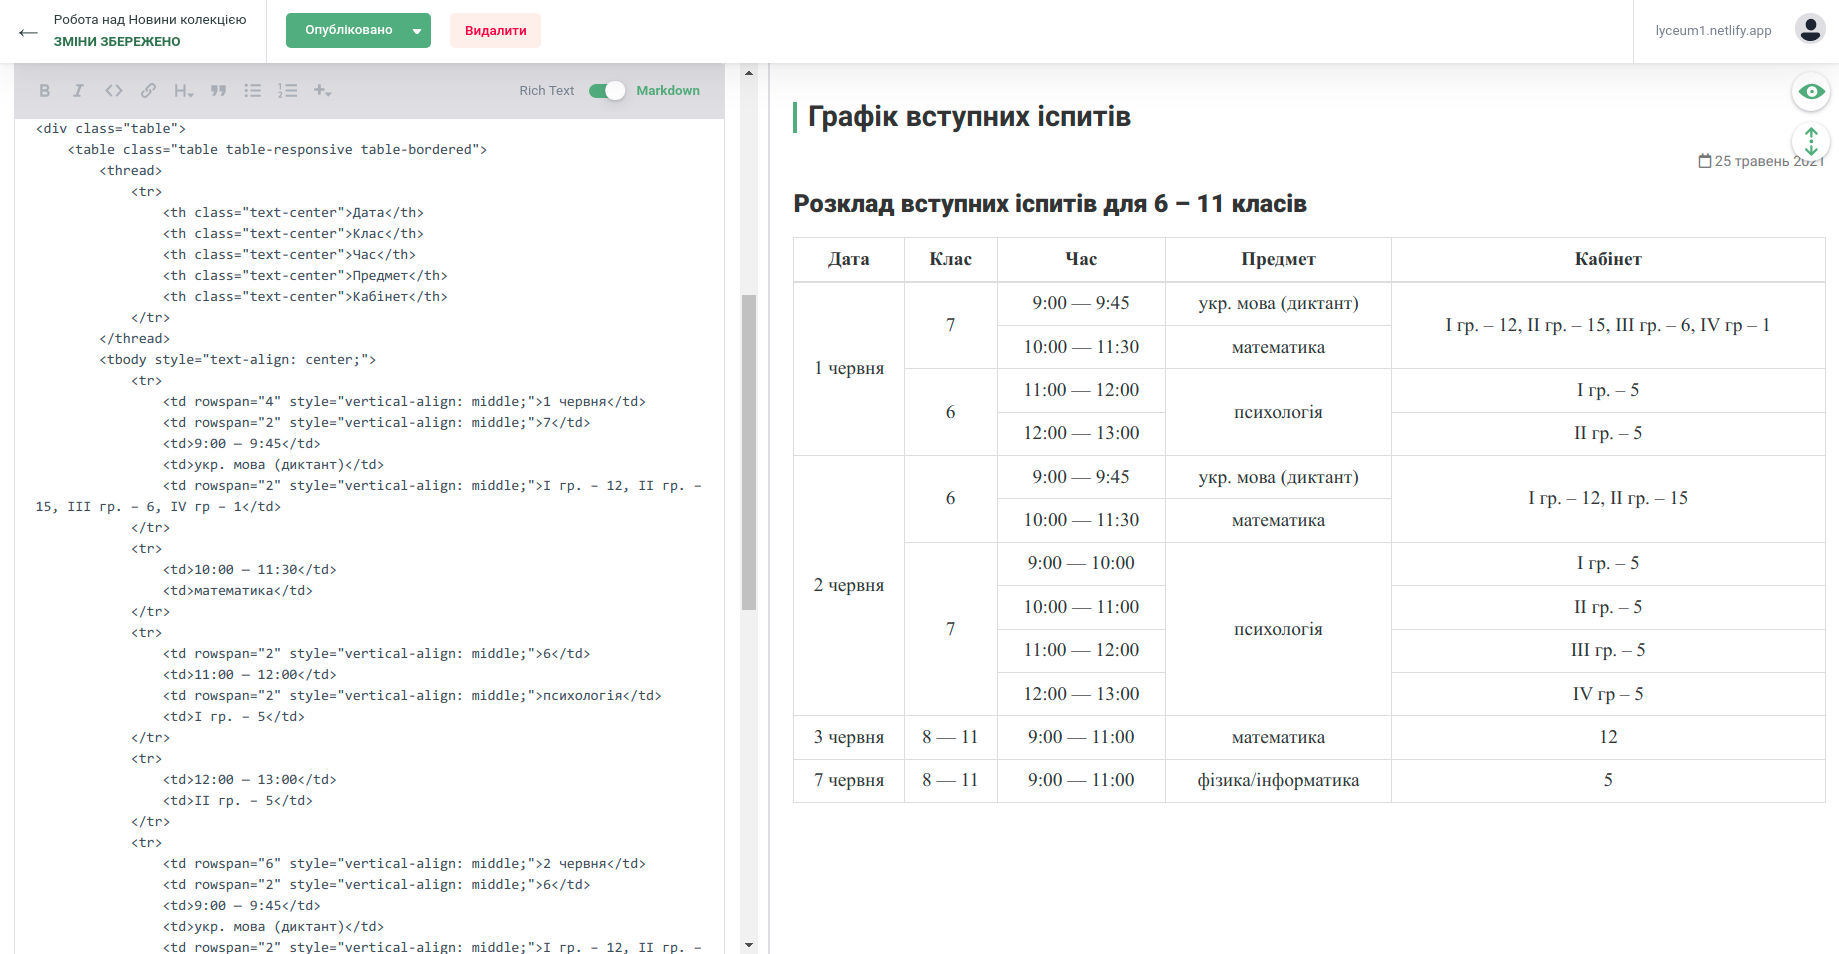 Робота над Новини колекцією
ЗМІНИ ЗБЕРЕЖЕНО
Опубліковано
Видалити
lyceum1.netlify.app
Rich Text
Markdown
<div class="table">
<table class="table table-responsive table-bordered">
<thread>
<tr>
<th class="text-center">Дата</th>
<th class="text-center">Клас</th>
<th class="text-center">Час</th>
<th class="text-center">Предмет</th>
<th class="text-center">Кабінет</th>
</tr>
</thread>
<tbody style="text-align: center;">
<tr>
<td rowspan="4" style="vertical-align: middle;">1 червня</td>
<td rowspan="2" style="vertical-align: middle;">7</td>
<td>9:00 — 9:45</td>
<td>укр. мова (диктант)</td>
<td rowspan="2" style="vertical-align: middle;">I гр. – 12, II гр. –
15, III гр. – 6, IV гр – 1</td>
</tr>
<tr>
<td>10:00 — 11:30</td>
<td>математика</td>
</tr>
<tr>
<td rowspan="2" style="vertical-align: middle;">6</td>
<td>11:00 — 12:00</td>
<td rowspan="2" style="vertical-align: middle;">психологія</td>
<td>I гр. – 5</td>
</tr>
<tr>
<td>12:00 — 13:00</td>
<td>II гр. – 5</td>
</tr>
<tr>
<td rowspan="6" style="vertical-align: middle;">2 червня</td>
<td rowspan="2" style="vertical-align: middle;">6</td>
<td>9:00 — 9:45</td>
<td>укр. мова (диктант)</td>
<td rowspan="2" style="vertical-align: middle;">I гр. – 12, II гр. –
Графік вступних іспитів
25 травень 2021
Розклад вступних іспитів для 6 – 11 класів
Дата Клас Час Предмет Кабінет
1 червня 7 9:00 — 9:45 укр. мова (диктант) I гр. – 12, II гр. – 15, III гр. – 6, IV гр – 1
10:00 — 11:30 математика
6 11:00 — 12:00 психологія I гр. – 5
12:00 — 13:00 II гр. – 5
2 червня 6 9:00 — 9:45 укр. мова (диктант) I гр. – 12, II гр. – 15
10:00 — 11:30 математика
7 9:00 — 10:00 психологія I гр. – 5
10:00 — 11:00 II гр. – 5
11:00 — 12:00 III гр. – 5
12:00 — 13:00 IV гр – 5
3 червня 8 — 11 9:00 — 11:00 математика 12
7 червня 8 — 11 9:00 — 11:00 фізика/інформатика 5